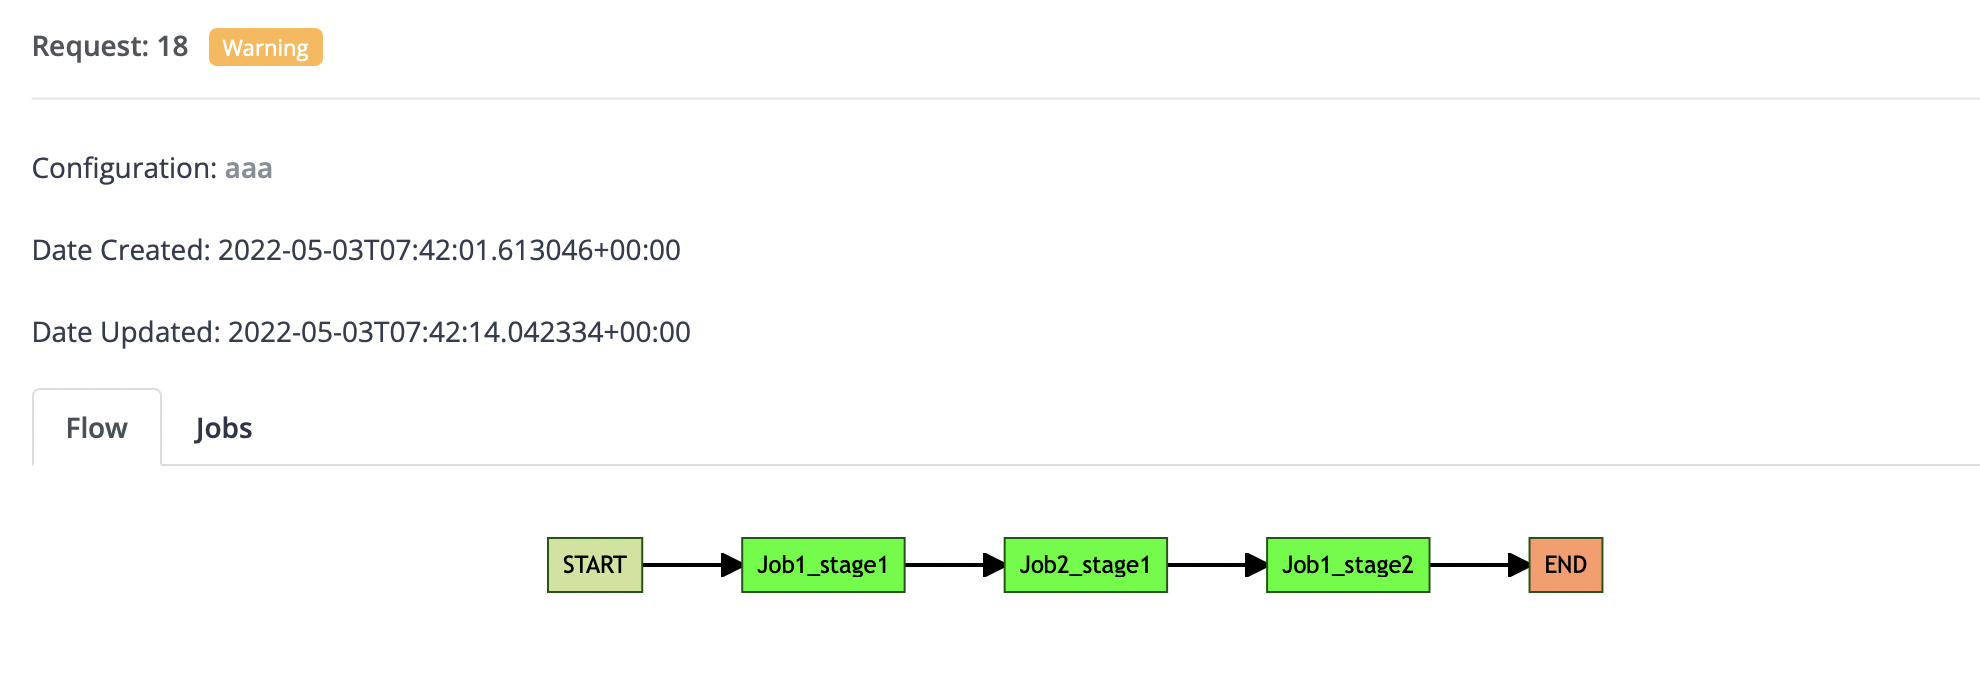 Request: 18 Warning
Configuration: aaa
Date Created: 2022-05-03T07:42:01.613046+00:00
Date Updated: 2022-05-03T07:42:14.042334+00:00
Flow Jobs
START Job1_stage1 Job2_stage1 Job1_stage2 END